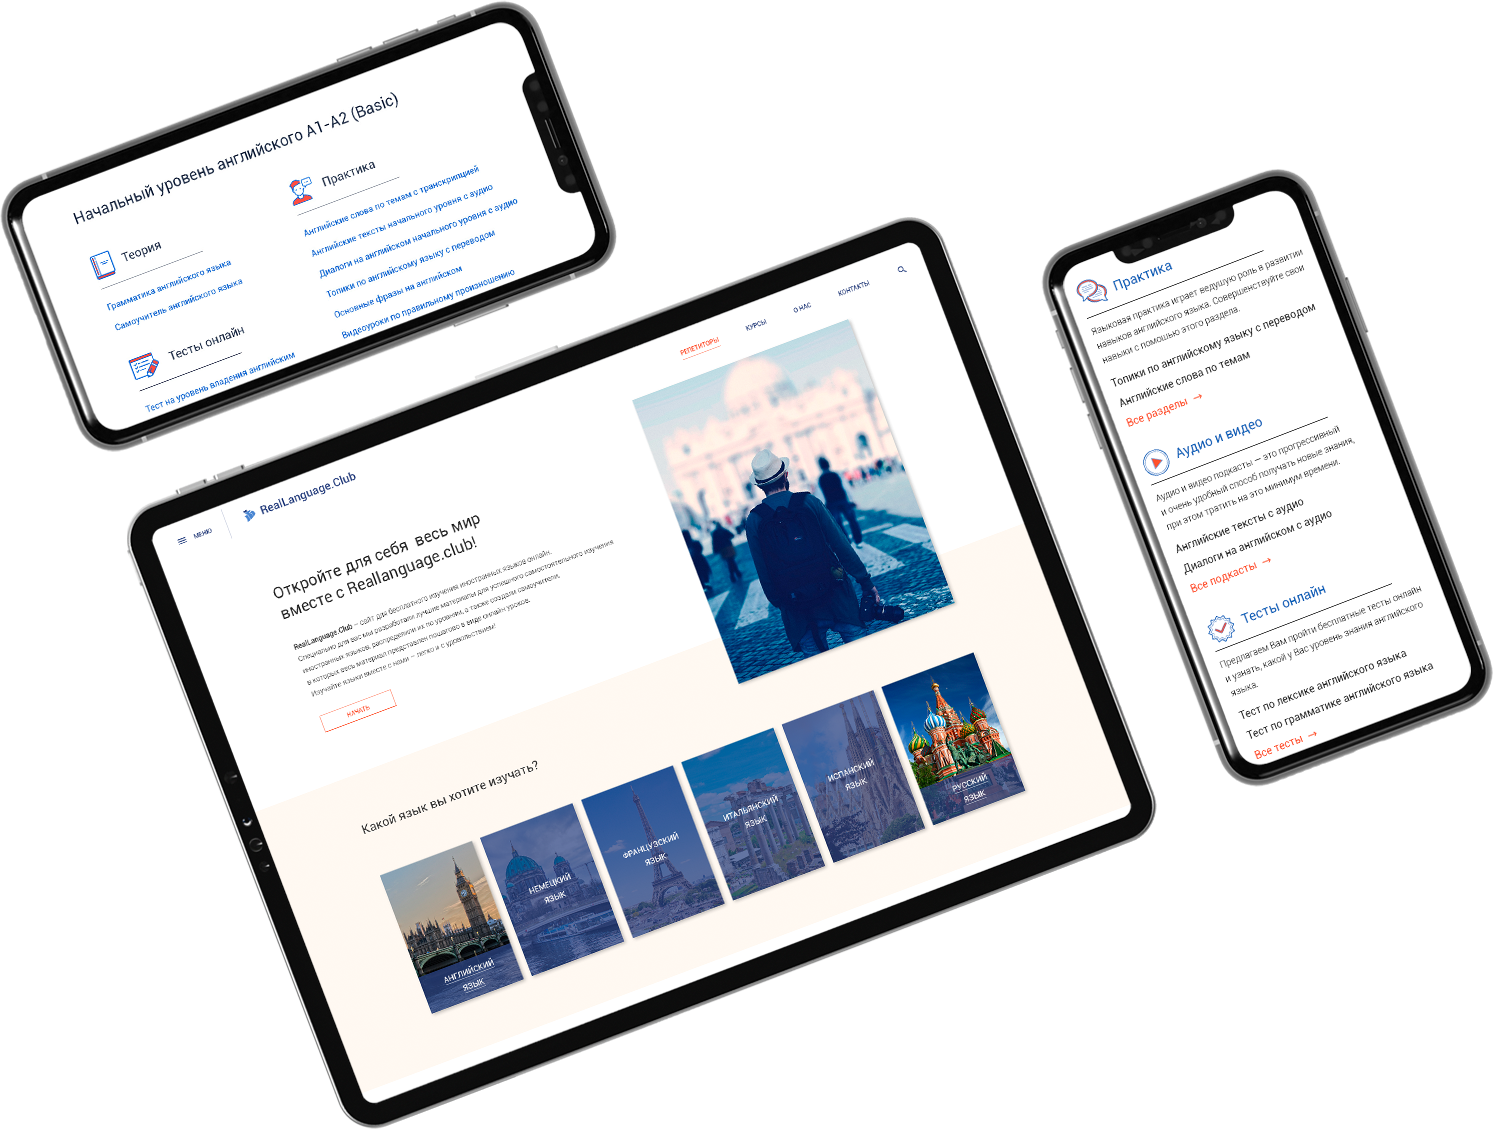 Начальный уровень английского А1-А2 (Basic)
Теория
Грамматика английского языка
Самоучитель английского языка
Тесты онлайн
Тест на уровень владения английским
Практика
Английские слова по темам с транскрипцией
Английские тексты начального уровня с аудио
Диалоги на английском начального уровня с аудио
Топики по английскому языку с переводом
Основные фразы на английском
Видеоуроки по правильному произношению
МЕНЮ
RealLanguage.Club
РЕПЕТИТОРЫ
КУРСЫ
О НАС
КОНТАКТЫ
Откройте для себя весь мир
вместе с Reallanguage.club!
RealLanguage.Club – сайт для бесплатного изучения иностранных языков онлайн.
Специально для вас мы разработали лучшие материалы для успешного самостоятельного изучения
иностранных языков, распределили их по уровням, а также создали самоучители,
в которых весь материал представлен пошагово в виде онлайн уроков.
Изучайте языки вместе с нами – легко и с удовольствием!
НАЧАТЬ
Какой язык вы хотите изучать?
АНГЛИЙСКИЙ
ЯЗЫК
НЕМЕЦКИЙ
ЯЗЫК
ФРАНЦУЗСКИЙ
ЯЗЫК
ИТАЛЬЯНСКИЙ
ЯЗЫК
ИСПАНСКИЙ
ЯЗЫК
РУССКИЙ
ЯЗЫК
Практика
Языковая практика играет ведущую роль в развитии
навыков английского языка. Совершенствуйте свои
навыки с помощью этого раздела.
Топики по английскому языку с переводом
Английские слова по темам
Все разделы →
Аудио и видео
Аудио и видео подкасты — это прогрессивный
и очень удобный способ получать новые знания,
при этом тратить на это минимум времени.
Английские тексты с аудио
Диалоги на английском с аудио
Все подкасты →
Тесты онлайн
Предлагаем Вам пройти бесплатные тесты онлайн
и узнать, какой у Вас уровень знания английского
языка.
Тест по лексике английского языка
Тест по грамматике английского языка
Все тесты →